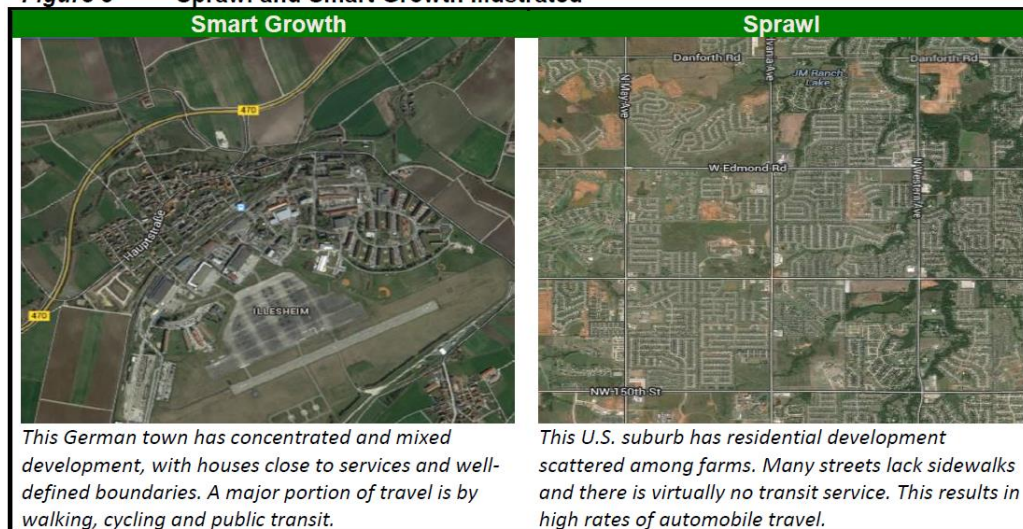 Sprawl and Smart Growth Illustrated
Smart Growth
Sprawl
470
470
Hauptstraße
ILLESHEIM
Danforth Rd
Danforth Rd
N May Ave
JM Ranch
Lake
W Edmond Rd
N Western Ave
NW 150th St
This German town has concentrated and mixed
development, with houses close to services and well-
defined boundaries. A major portion of travel is by
walking, cycling and public transit.
This U.S. suburb has residential development
scattered among farms. Many streets lack sidewalks
and there is virtually no transit service. This results in
high rates of automobile travel.